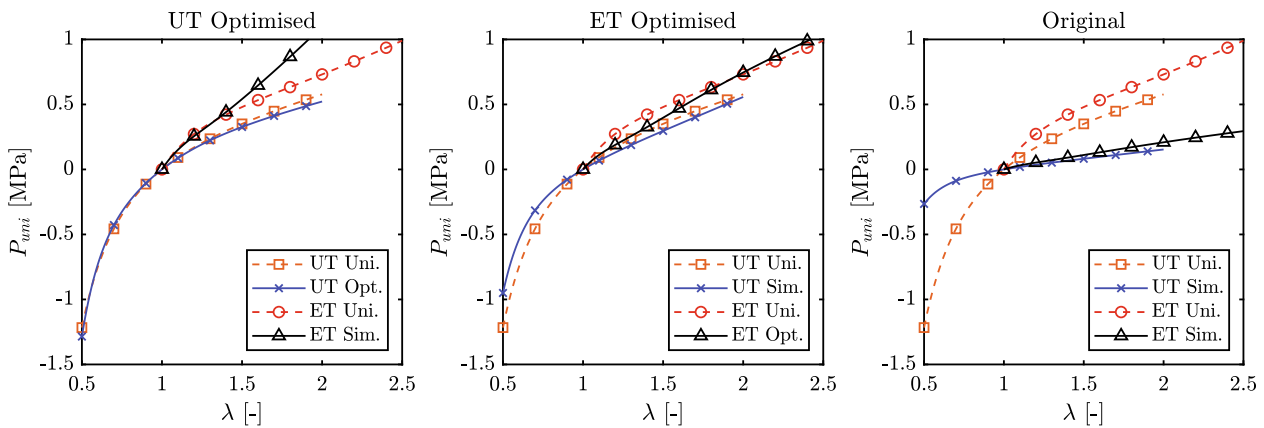 UT Optimised
1
0.5
0
-0.5
-1
-1.5
P_uni [MPa]
UT Uni.
UT Opt.
ET Uni.
ET Sim.
0.5 1 1.5 2 2.5
λ [-]
ET Optimised
1
0.5
0
-0.5
-1
-1.5
P_uni [MPa]
UT Uni.
UT Sim.
ET Uni.
ET Opt.
0.5 1 1.5 2 2.5
λ [-]
Original
1
0.5
0
-0.5
-1
-1.5
P_uni [MPa]
UT Uni.
UT Sim.
ET Uni.
ET Sim.
0.5 1 1.5 2 2.5
λ [-]